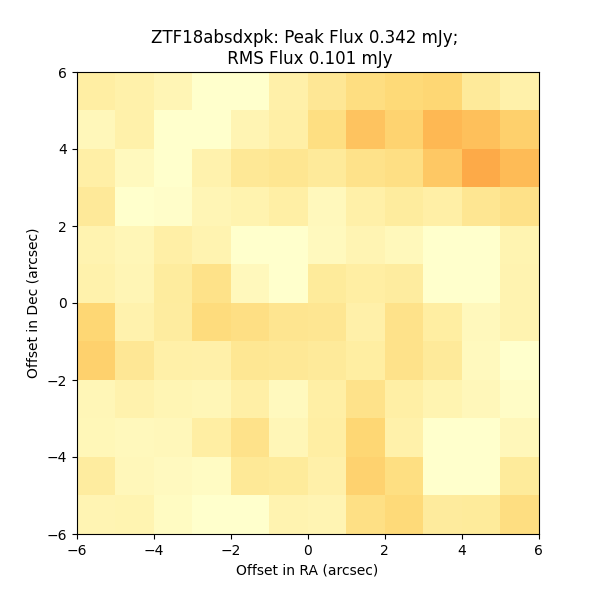 ZTF18absdxpk: Peak Flux 0.342 mJy;
RMS Flux 0.101 mJy
6
4
2
0
−2
−4
−6
Offset in Dec (arcsec)
−6 −4 −2 0 2 4 6
Offset in RA (arcsec)